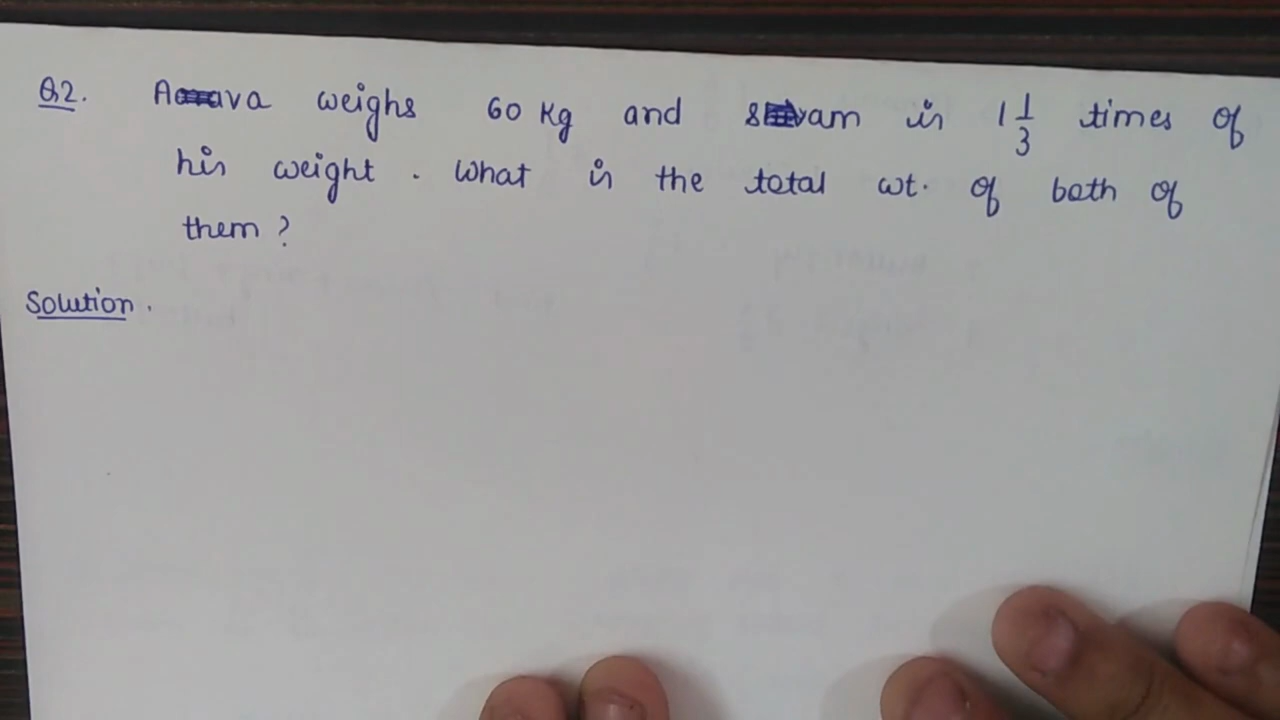 Q.2. weighs 60 Kg and is 1 1/3 times of
his weight. What is the total wt. of both of
them?
Solution.